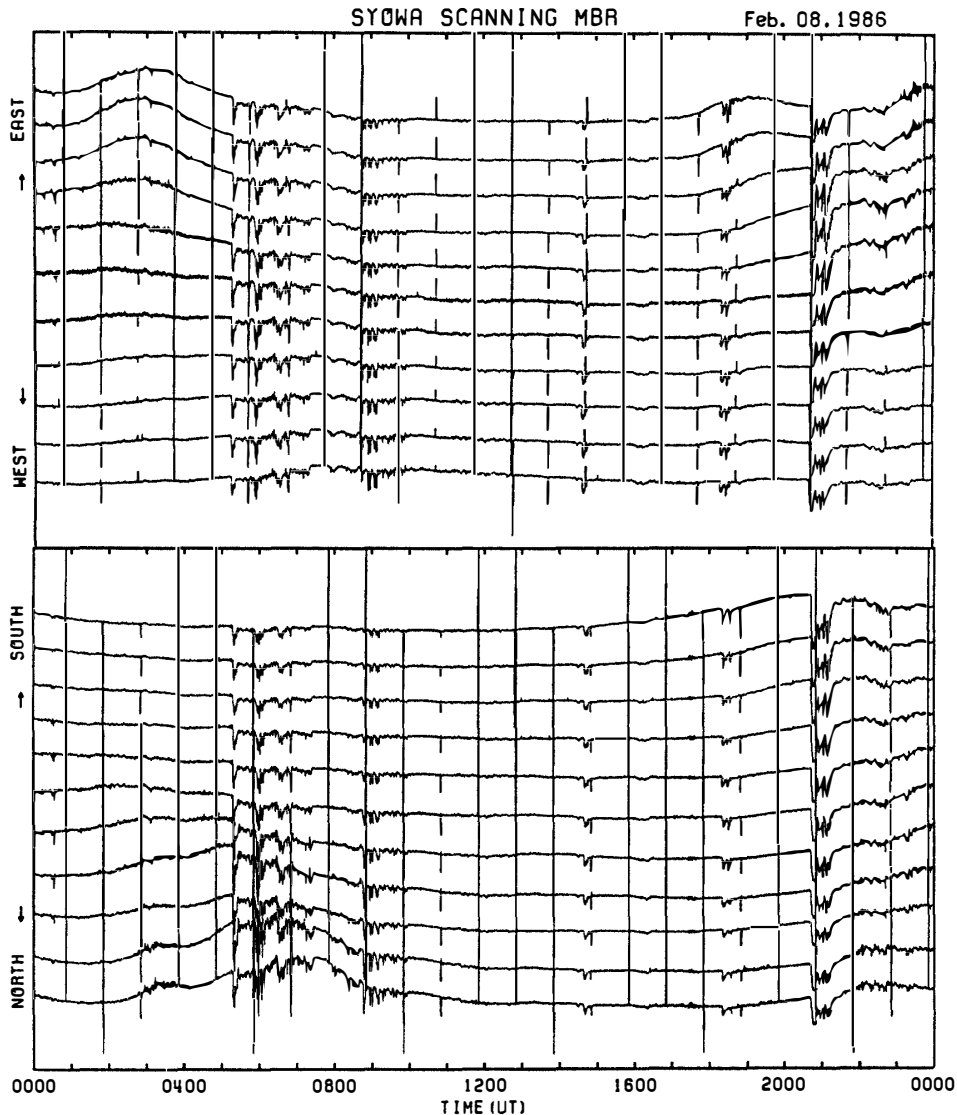 SYOWA SCANNING MBR Feb. 08.1986
EAST
→
←
WEST
SOUTH
→
←
NORTH
0000 0400 0800 1200 1600 2000 0000
TIME (UT)